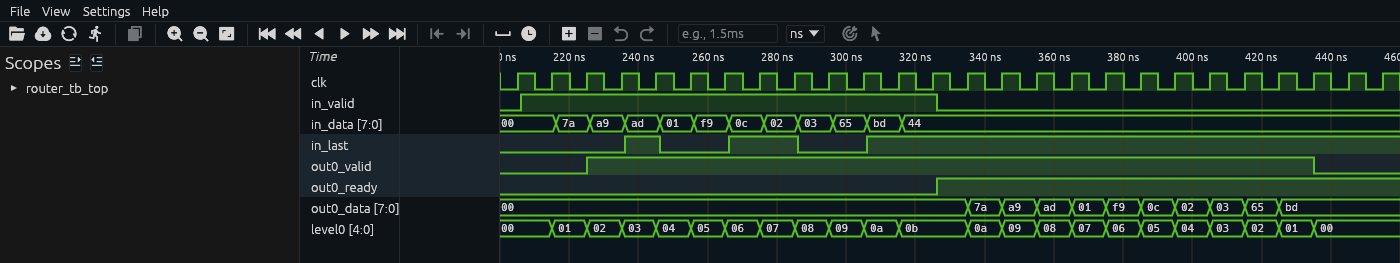 File View Settings Help
e.g., 1.5ms ns
Scopes
router_tb_top
Time 0 ns 220 ns 240 ns 260 ns 280 ns 300 ns 320 ns 340 ns 360 ns 380 ns 400 ns 420 ns 440 ns 460
clk
in_valid
in_data [7:0] 00 7a a9 ad 01 f9 0c 02 03 65 bd 44
in_last
out0_valid
out0_ready
out0_data [7:0] 00 7a a9 ad 01 f9 0c 02 03 65 bd
level0 [4:0] 00 01 02 03 04 05 06 07 08 09 0a 0b 0a 09 08 07 06 05 04 03 02 01 00